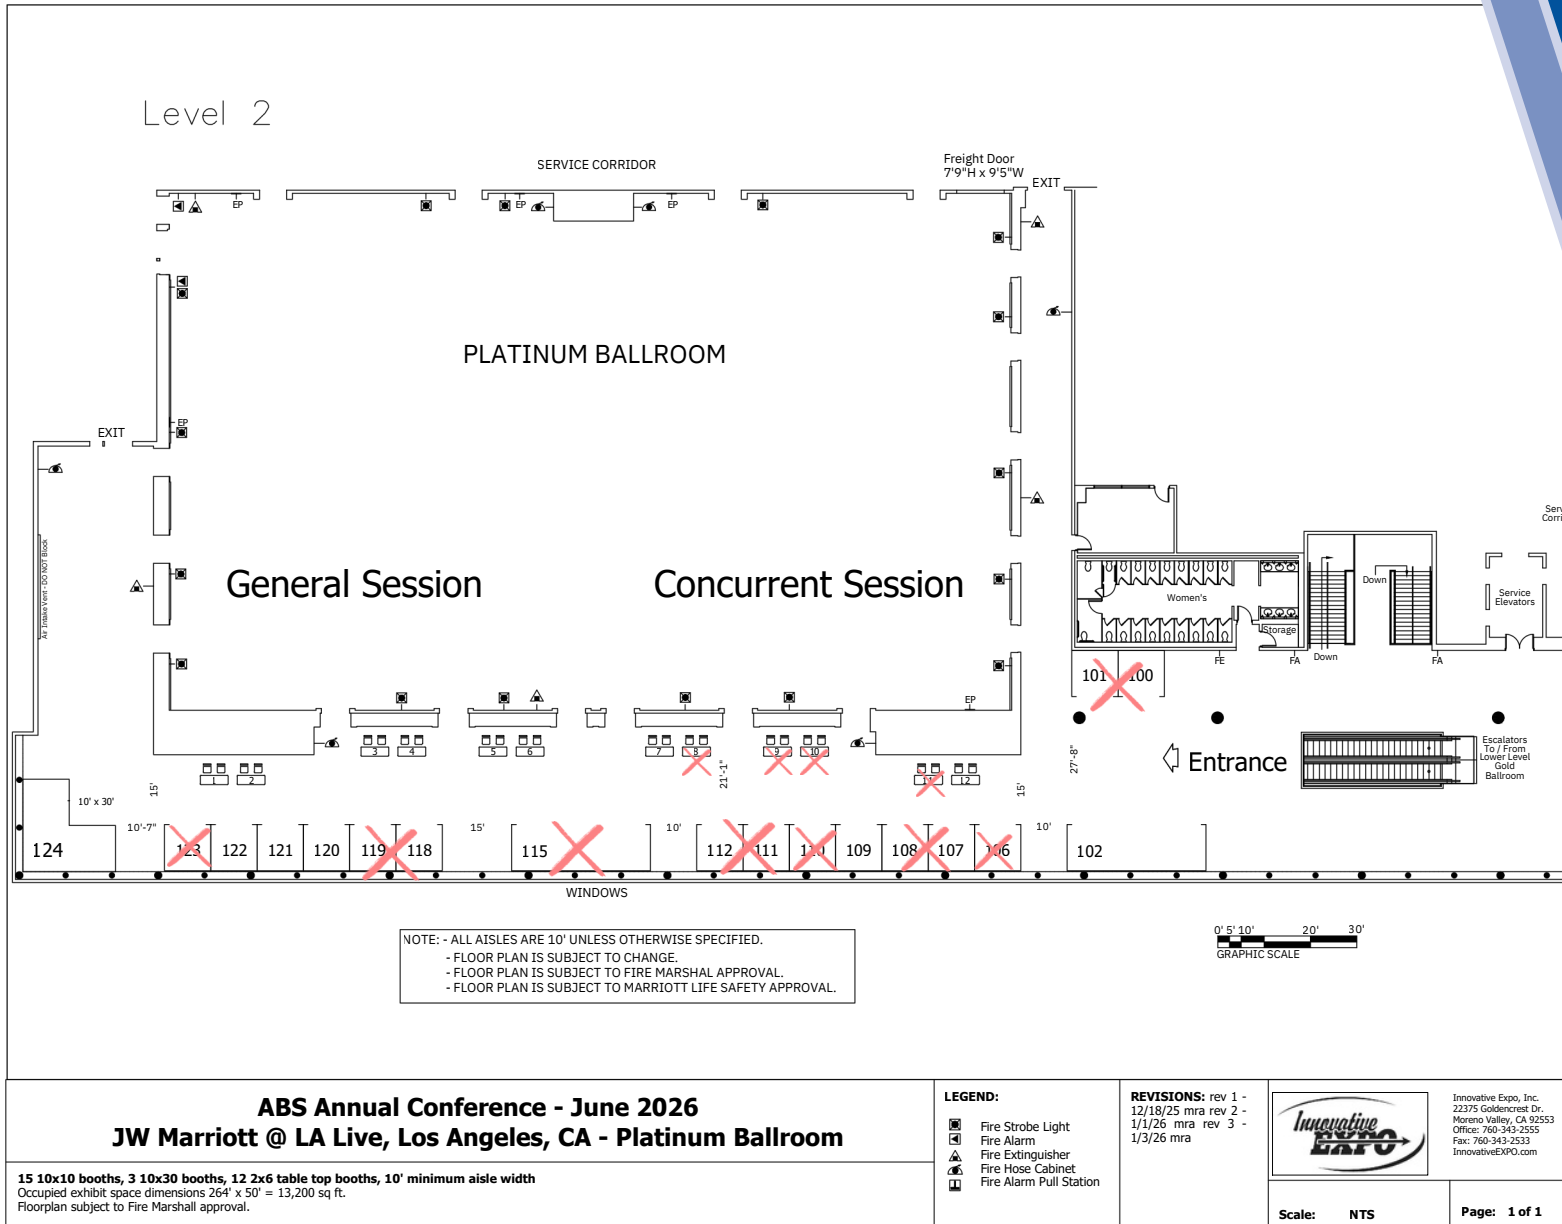 Level 2
SERVICE CORRIDOR
Freight Door
7'9"H x 9'5"W
EXIT
EP
EP
EP
PLATINUM BALLROOM
EP
EXIT
Air Intake Vent - DO NOT Block
General Session
Concurrent Session
Women's
Storage
Down
Down
Service
Elevators
FE
FA
FA
101
100
EP
3
4
5
6
7
8
9
10
1
2
12
15'
21'-1"
15'
27'-8"
Entrance
Escalators
To / From
Lower Level
Gold
Ballroom
10' x 30'
10'-7"
15'
10'
10'
124
123
122
121
120
119
118
115
112
111
110
109
108
107
106
102
WINDOWS
NOTE: - ALL AISLES ARE 10' UNLESS OTHERWISE SPECIFIED.
- FLOOR PLAN IS SUBJECT TO CHANGE.
- FLOOR PLAN IS SUBJECT TO FIRE MARSHAL APPROVAL.
- FLOOR PLAN IS SUBJECT TO MARRIOTT LIFE SAFETY APPROVAL.
0' 5' 10' 20' 30'
GRAPHIC SCALE
ABS Annual Conference - June 2026
JW Marriott @ LA Live, Los Angeles, CA - Platinum Ballroom
15 10x10 booths, 3 10x30 booths, 12 2x6 table top booths, 10' minimum aisle width
Occupied exhibit space dimensions 264' x 50' = 13,200 sq ft.
Floorplan subject to Fire Marshall approval.
LEGEND:
Fire Strobe Light
Fire Alarm
Fire Extinguisher
Fire Hose Cabinet
Fire Alarm Pull Station
REVISIONS: rev 1 -
12/18/25 mra rev 2 -
1/1/26 mra rev 3 -
1/3/26 mra
Innovative
EXPO
Innovative Expo, Inc.
22375 Goldencrest Dr.
Moreno Valley, CA 92553
Office: 760-343-2555
Fax: 760-343-2533
InnovativeEXPO.com
Scale: NTS
Page: 1 of 1